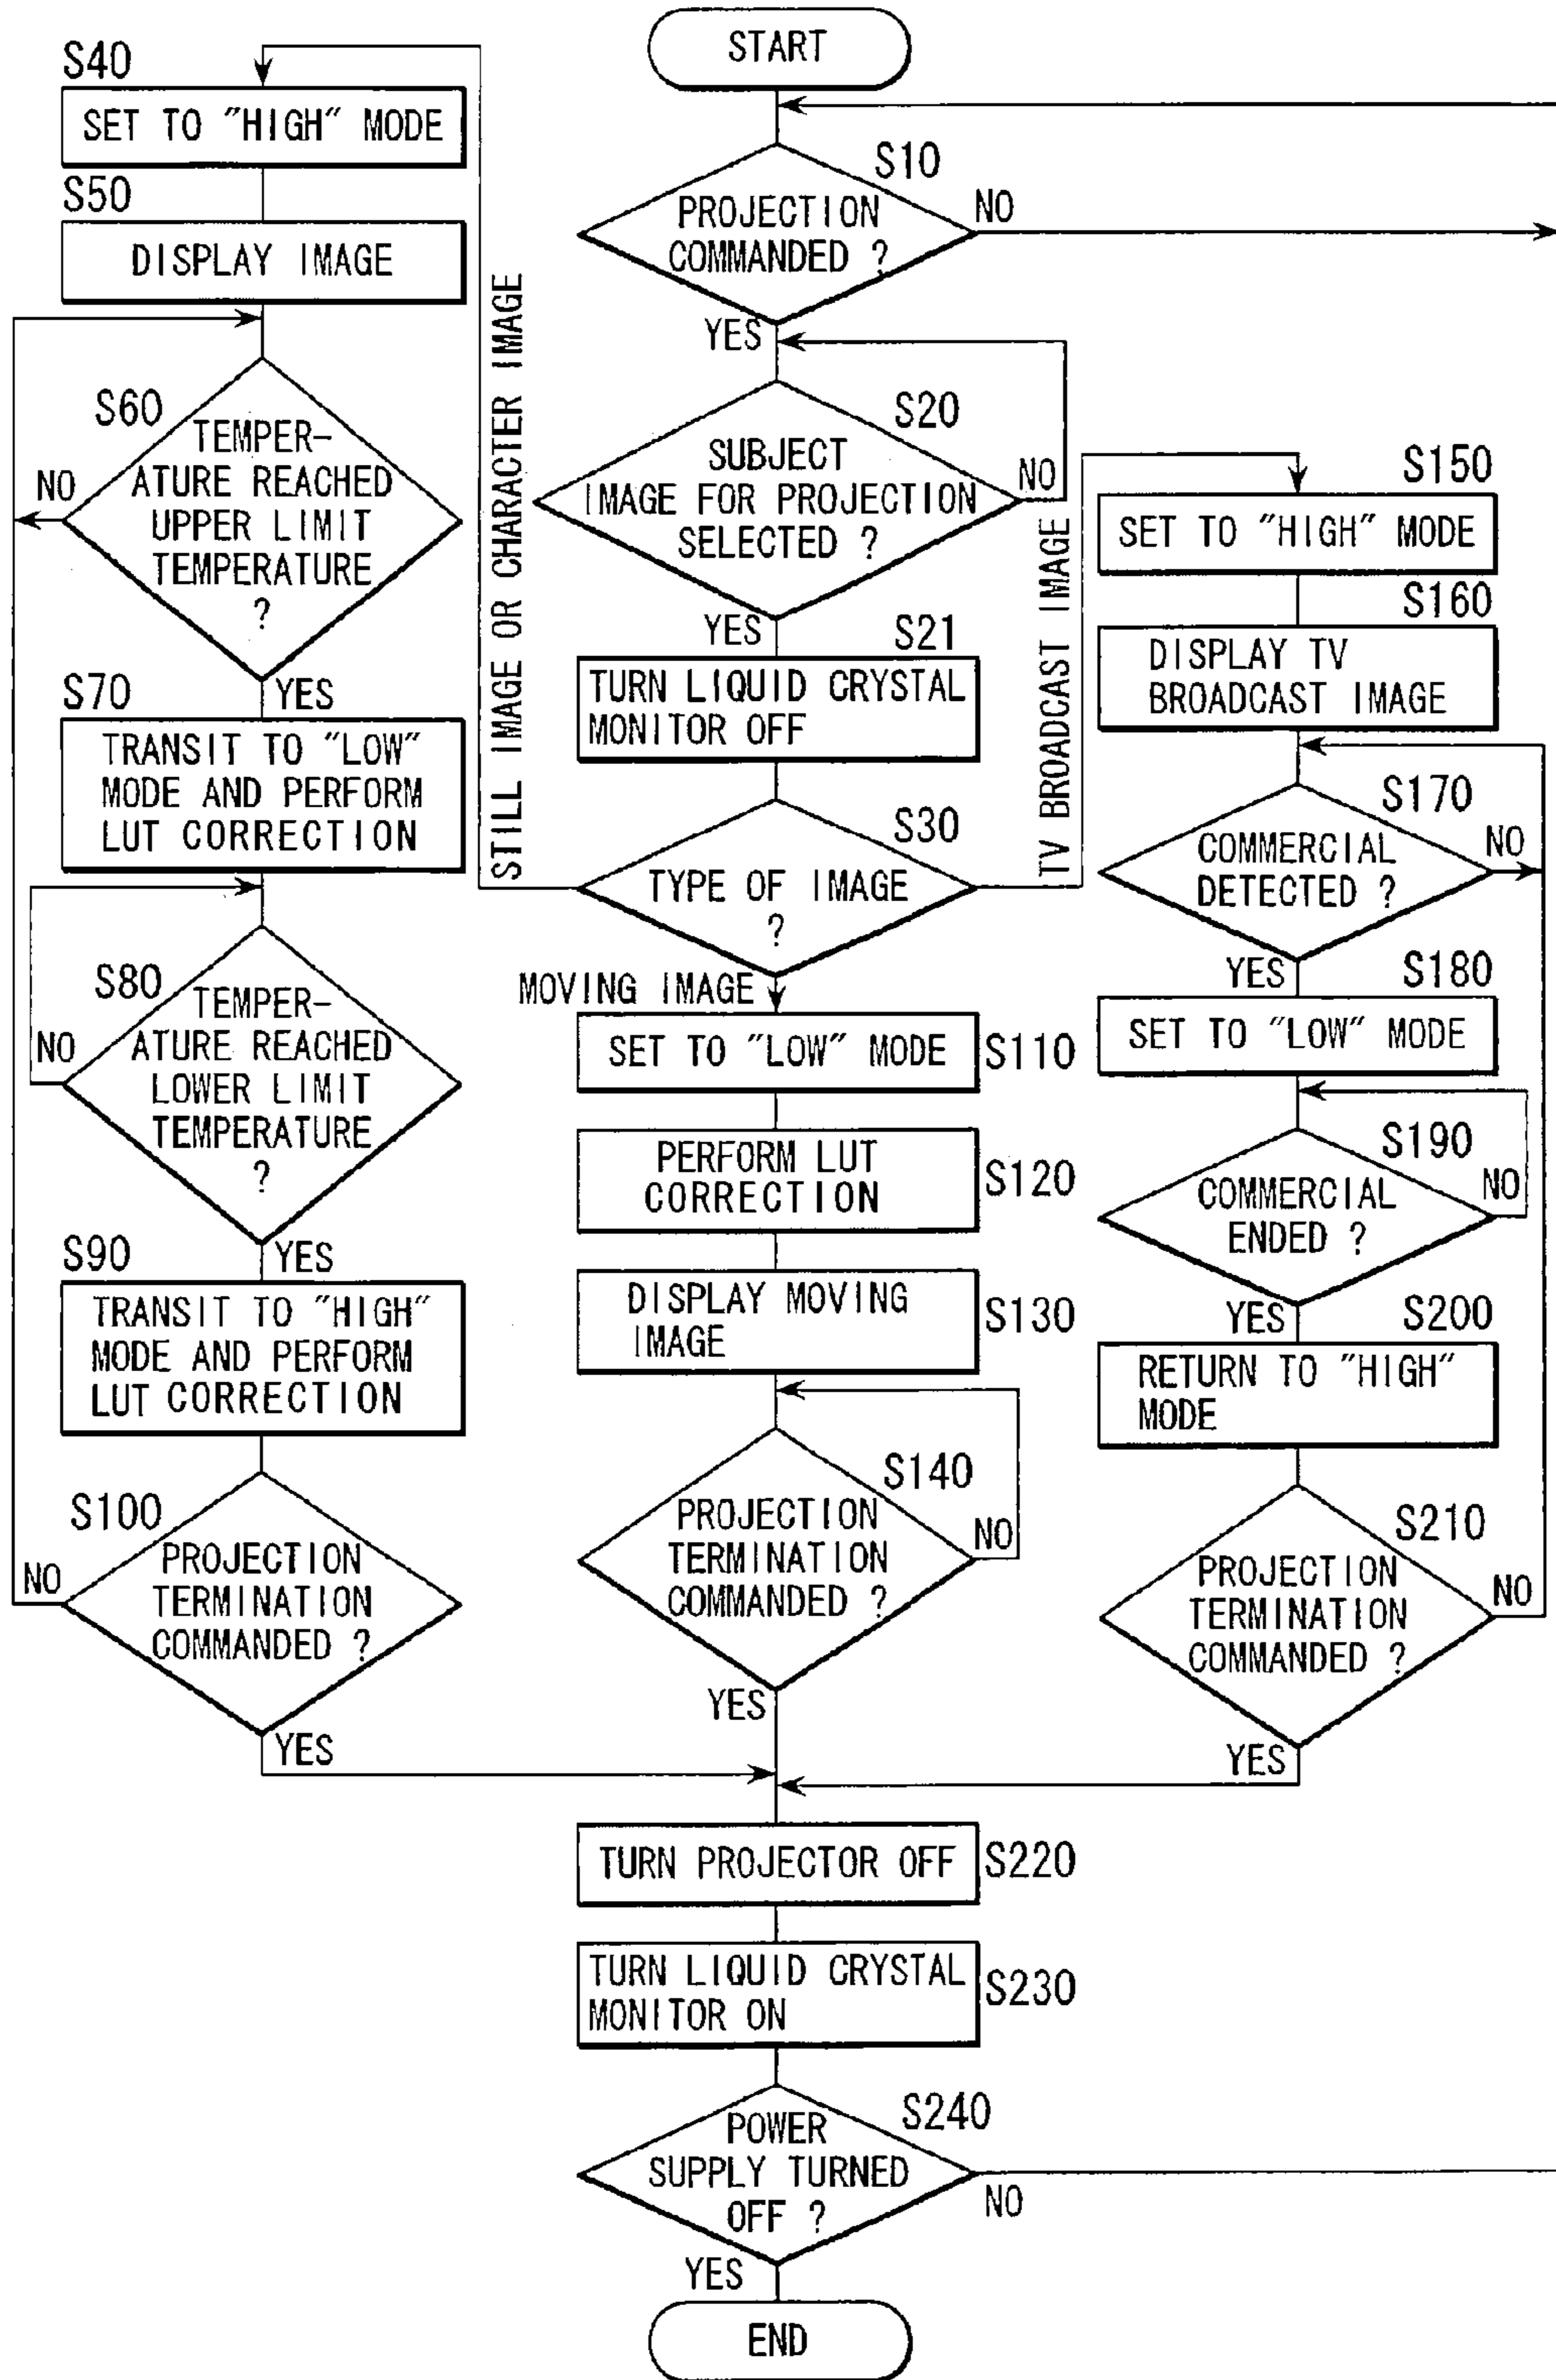 START
S10
PROJECTION
COMMANDED ?
NO
YES
S20
SUBJECT
IMAGE FOR PROJECTION
SELECTED ?
NO
YES
S21
TURN LIQUID CRYSTAL
MONITOR OFF
S30
TYPE OF IMAGE
?
STILL IMAGE OR CHARACTER IMAGE
MOVING IMAGE
TV BROADCAST IMAGE
S40
SET TO "HIGH" MODE
S50
DISPLAY IMAGE
S60
TEMPER-
ATURE REACHED
UPPER LIMIT
TEMPERATURE
?
NO
YES
S70
TRANSIT TO "LOW"
MODE AND PERFORM
LUT CORRECTION
S80
TEMPER-
ATURE REACHED
LOWER LIMIT
TEMPERATURE
?
NO
YES
S90
TRANSIT TO "HIGH"
MODE AND PERFORM
LUT CORRECTION
S100
PROJECTION
TERMINATION
COMMANDED ?
NO
YES
SET TO "LOW" MODE
S110
PERFORM LUT
CORRECTION
S120
DISPLAY MOVING
IMAGE
S130
S140
PROJECTION
TERMINATION
COMMANDED ?
NO
YES
S150
SET TO "HIGH" MODE
S160
DISPLAY TV
BROADCAST IMAGE
S170
COMMERCIAL
DETECTED ?
NO
YES
S180
SET TO "LOW" MODE
S190
COMMERCIAL
ENDED ?
NO
YES
S200
RETURN TO "HIGH"
MODE
S210
PROJECTION
TERMINATION
COMMANDED ?
NO
YES
TURN PROJECTOR OFF
S220
TURN LIQUID CRYSTAL
MONITOR ON
S230
S240
POWER
SUPPLY TURNED
OFF ?
NO
YES
END